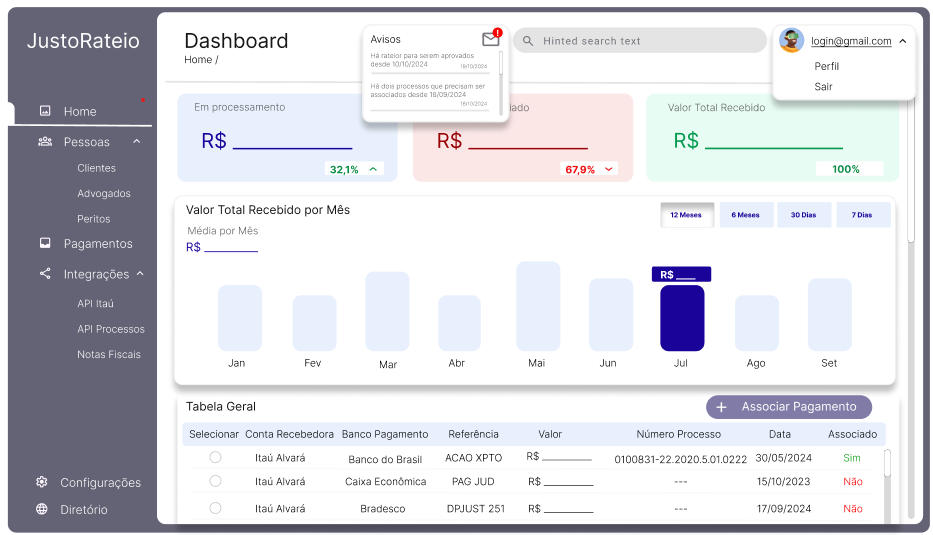 JustoRateio
Home
Pessoas
Clientes
Advogados
Peritos
Pagamentos
Integrações
API Itaú
API Processos
Notas Fiscais
Configurações
Diretório
Dashboard
Home /
Avisos
!
Há rateior para serem aprovados
desde 10/10/2024
19/10/2024
Há dois processos que precisam ser
associados desde 16/09/2024
16/10/2024
Hinted search text
login@gmail.com
Perfil
Sair
Em processamento
R$ ________
32,1%
iado
R$ __________
67,9%
Valor Total Recebido
R$ ___________
100%
Valor Total Recebido por Mês
12 Meses
6 Meses
30 Dias
7 Dias
Média por Mês
R$ ________
R$ ____
Jan Fev Mar Abr Mai Jun Jul Ago Set
Tabela Geral
+ Associar Pagamento
Selecionar Conta Recebedora Banco Pagamento Referência Valor Número Processo Data Associado
Itaú Alvará Banco do Brasil ACAO XPTO R$ ________ 0100831-22.2020.5.01.0222 30/05/2024 Sim
Itaú Alvará Caixa Econômica PAG JUD R$ ________ --- 15/10/2023 Não
Itaú Alvará Bradesco DPJUST 251 R$ ________ --- 17/09/2024 Não